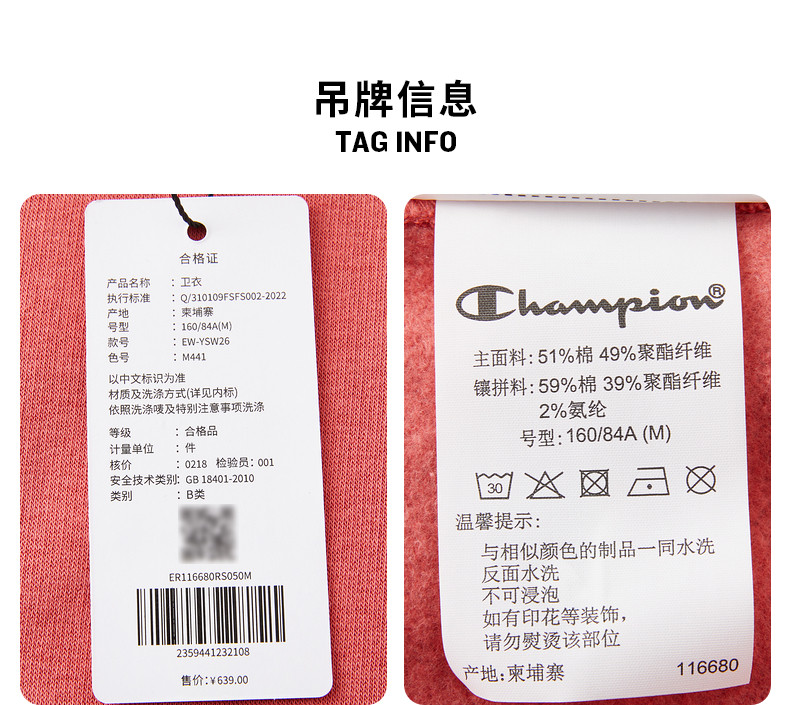 吊牌信息
TAG INFO
合格证
产品名称 : 卫衣
执行标准 : Q/310109FSFS002-2022
产地 : 柬埔寨
号型 : 160/84A(M)
款号 : EW-YSW26
色号 : M441
以中文标识为准
材质及洗涤方式(详见内标)
依照洗涤唛及特别注意事项洗涤
等级 : 合格品
计量单位 : 件
核价 : 0218 检验员: 001
安全技术类别: GB 18401-2010
类别 : B类
ER116680RS050M
2359441232108
售价: ¥639.00
Champion®
主面料: 51%棉 49%聚酯纤维
镶拼料: 59%棉 39%聚酯纤维
2%氨纶
号型: 160/84A (M)
30
温馨提示:
与相似颜色的制品一同水洗
反面水洗
不可浸泡
如有印花等装饰,
请勿熨烫该部位
产地: 柬埔寨 116680